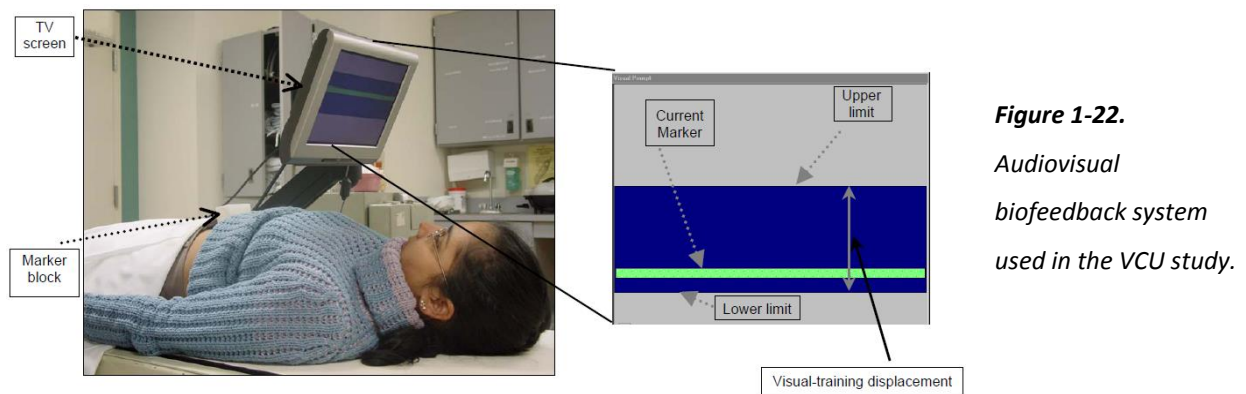 TV
screen
Marker
block
Visual Prompt
Current
Marker
Upper
limit
Lower limit
Visual-training displacement
Figure 1-22.
Audiovisual
biofeedback system
used in the VCU study.